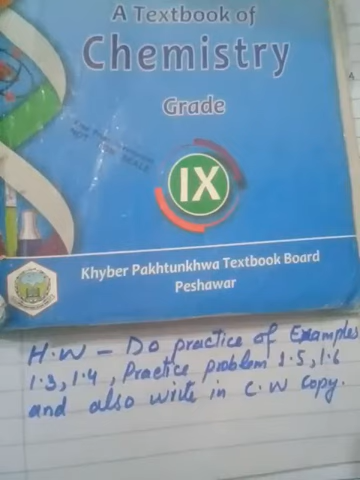 A Textbook of
Chemistry
Grade
IX
Khyber Pakhtunkhwa Textbook Board
Peshawar
H.W - Do practice of Examples
1.3, 1.4, Practice problem 1.5, 1.6
and also write in C.W copy.